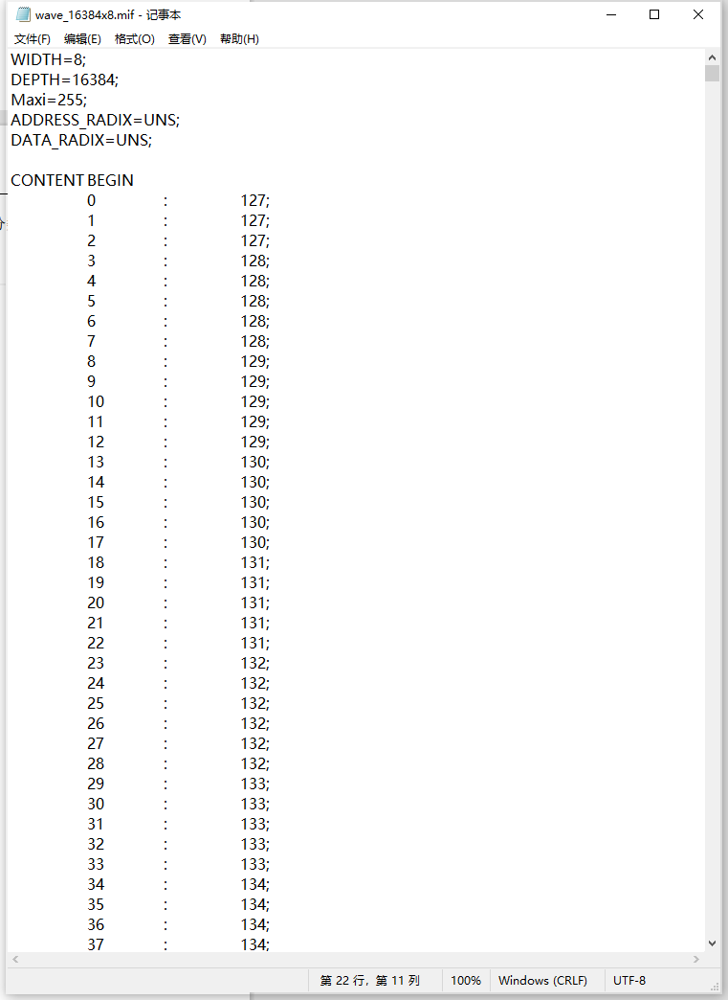 wave_16384x8.mif - 记事本
文件(F) 编辑(E) 格式(O) 查看(V) 帮助(H)
WIDTH=8;
DEPTH=16384;
Maxi=255;
ADDRESS_RADIX=UNS;
DATA_RADIX=UNS;
CONTENT BEGIN
0 : 127;
1 : 127;
2 : 127;
3 : 128;
4 : 128;
5 : 128;
6 : 128;
7 : 128;
8 : 129;
9 : 129;
10 : 129;
11 : 129;
12 : 129;
13 : 130;
14 : 130;
15 : 130;
16 : 130;
17 : 130;
18 : 131;
19 : 131;
20 : 131;
21 : 131;
22 : 131;
23 : 132;
24 : 132;
25 : 132;
26 : 132;
27 : 132;
28 : 132;
29 : 133;
30 : 133;
31 : 133;
32 : 133;
33 : 133;
34 : 134;
35 : 134;
36 : 134;
37 : 134;
第 22 行，第 11 列 100% Windows (CRLF) UTF-8